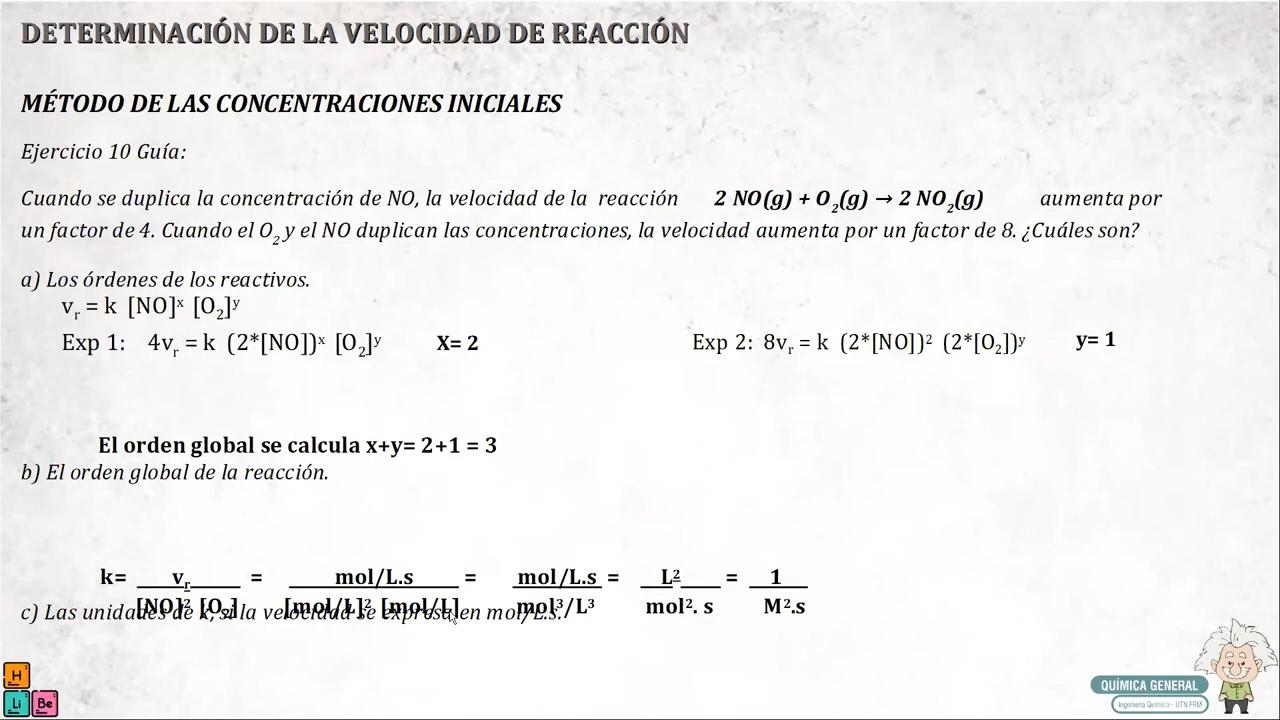 DETERMINACIÓN DE LA VELOCIDAD DE REACCIÓN
MÉTODO DE LAS CONCENTRACIONES INICIALES
Ejercicio 10 Guía:
Cuando se duplica la concentración de NO, la velocidad de la reacción 2 NO(g) + O₂(g) → 2 NO₂(g) aumenta por
un factor de 4. Cuando el O₂ y el NO duplican las concentraciones, la velocidad aumenta por un factor de 8. ¿Cuáles son?
a) Los órdenes de los reactivos.
vᵣ = k [NO]ˣ [O₂]ʸ
Exp 1: 4vᵣ = k (2*[NO])ˣ [O₂]ʸ X= 2 Exp 2: 8vᵣ = k (2*[NO])² (2*[O₂])ʸ y= 1
El orden global se calcula x+y= 2+1 = 3
b) El orden global de la reacción.
k= vᵣ = mol/L.s = mol/L.s = L² = 1
[NO]² [O₂] [mol/L]² [mol/L] mol³/L³ mol². s M².s
c) Las unidades de k, si la velocidad se expresa en mol/L.s.
H
Li Be
QUÍMICA GENERAL
Ingeniería Química - UTN FRM